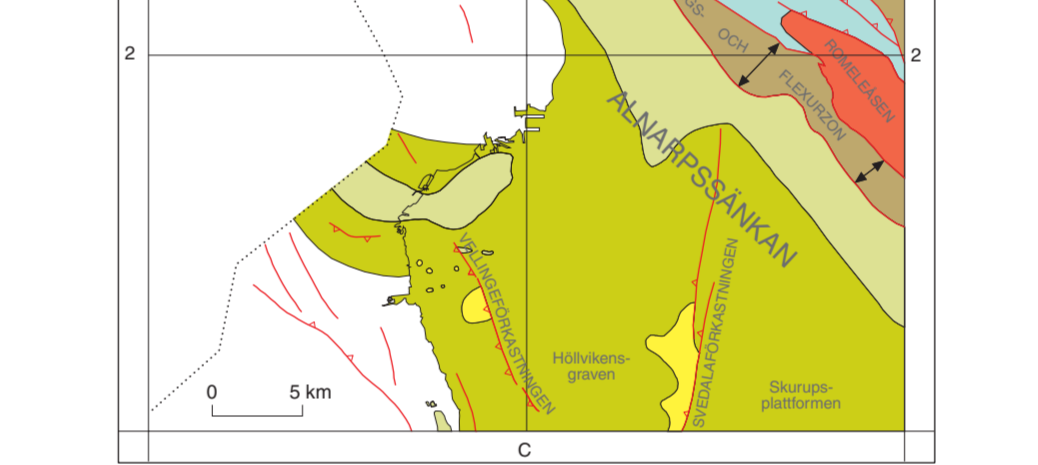 GS-
OCH
FLEXURZON
ROMELEÅSEN
2
2
ALNARPSSÄNKAN
VELLINGEFÖRKASTNINGEN
SVEDALAFÖRKASTNINGEN
Höllvikens-
graven
Skurups-
plattformen
0 5 km
C